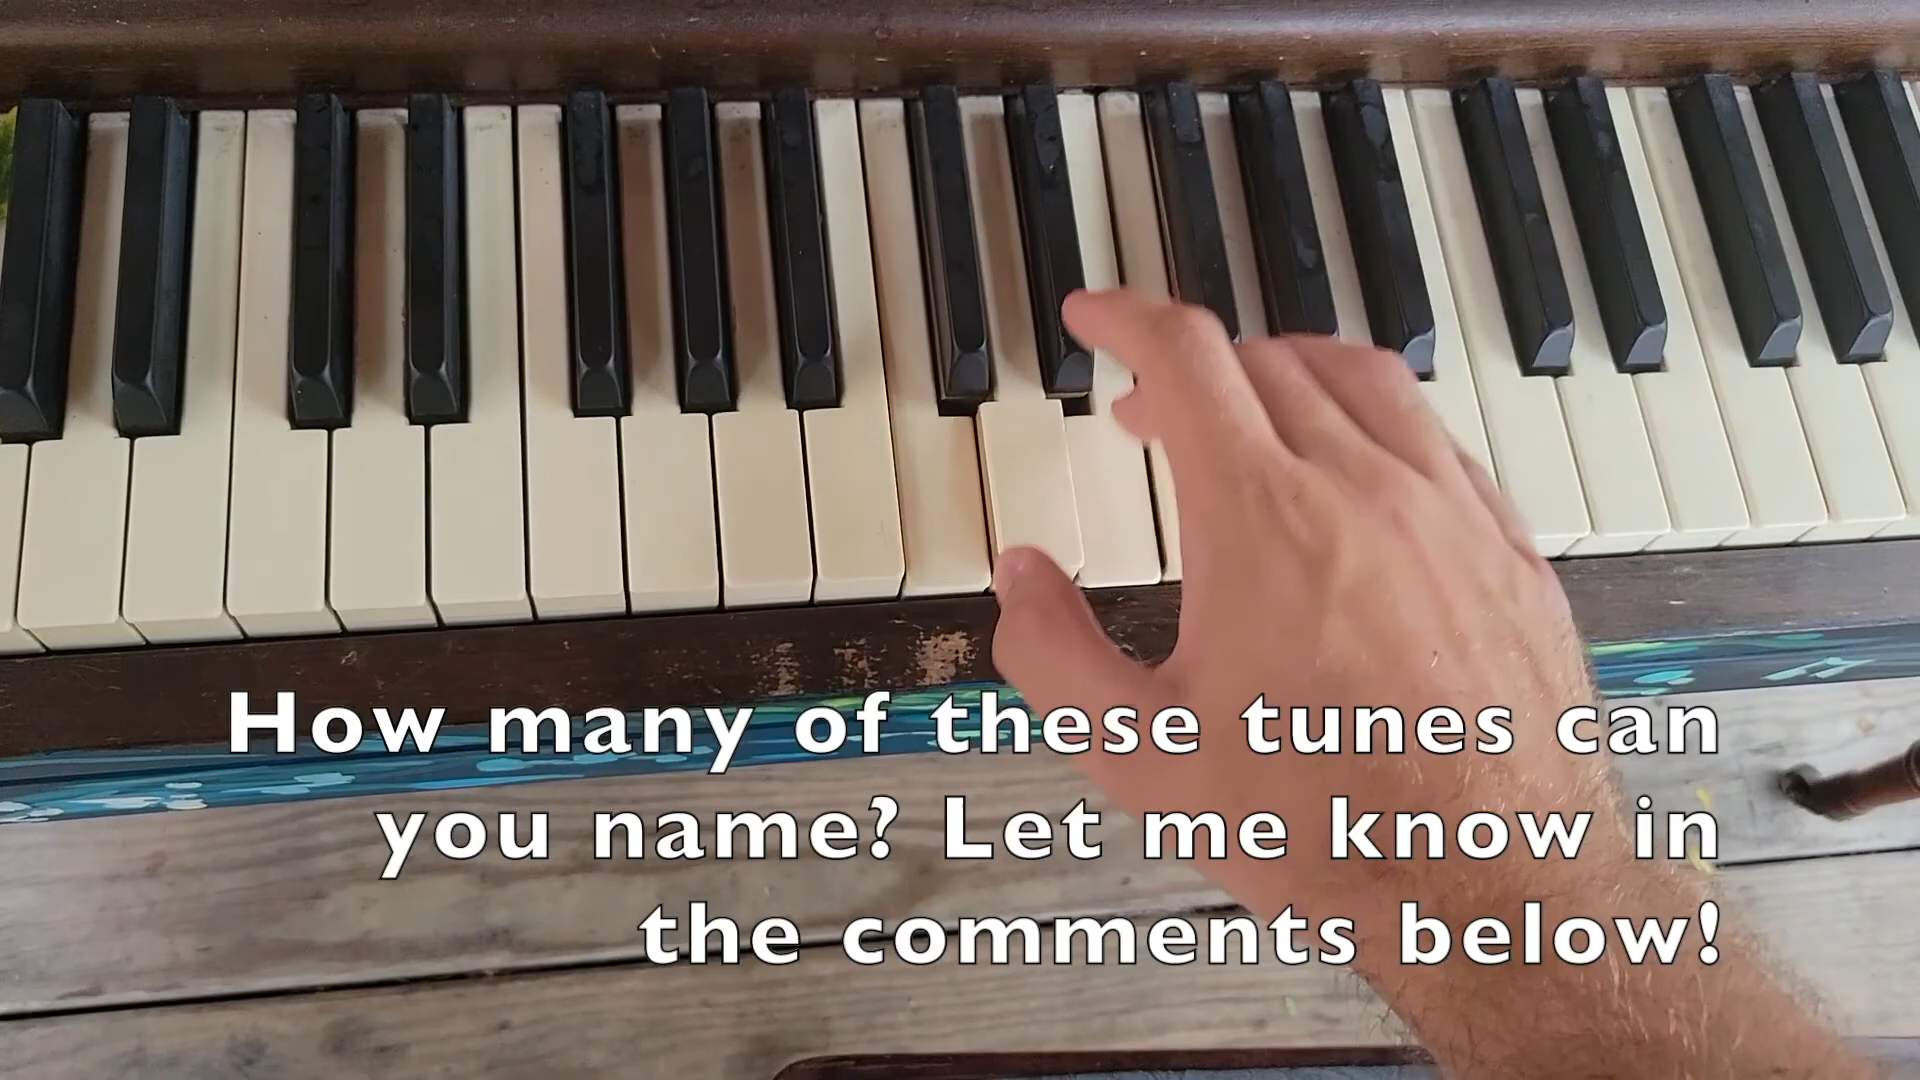 How many of these tunes can
you name? Let me know in
the comments below!